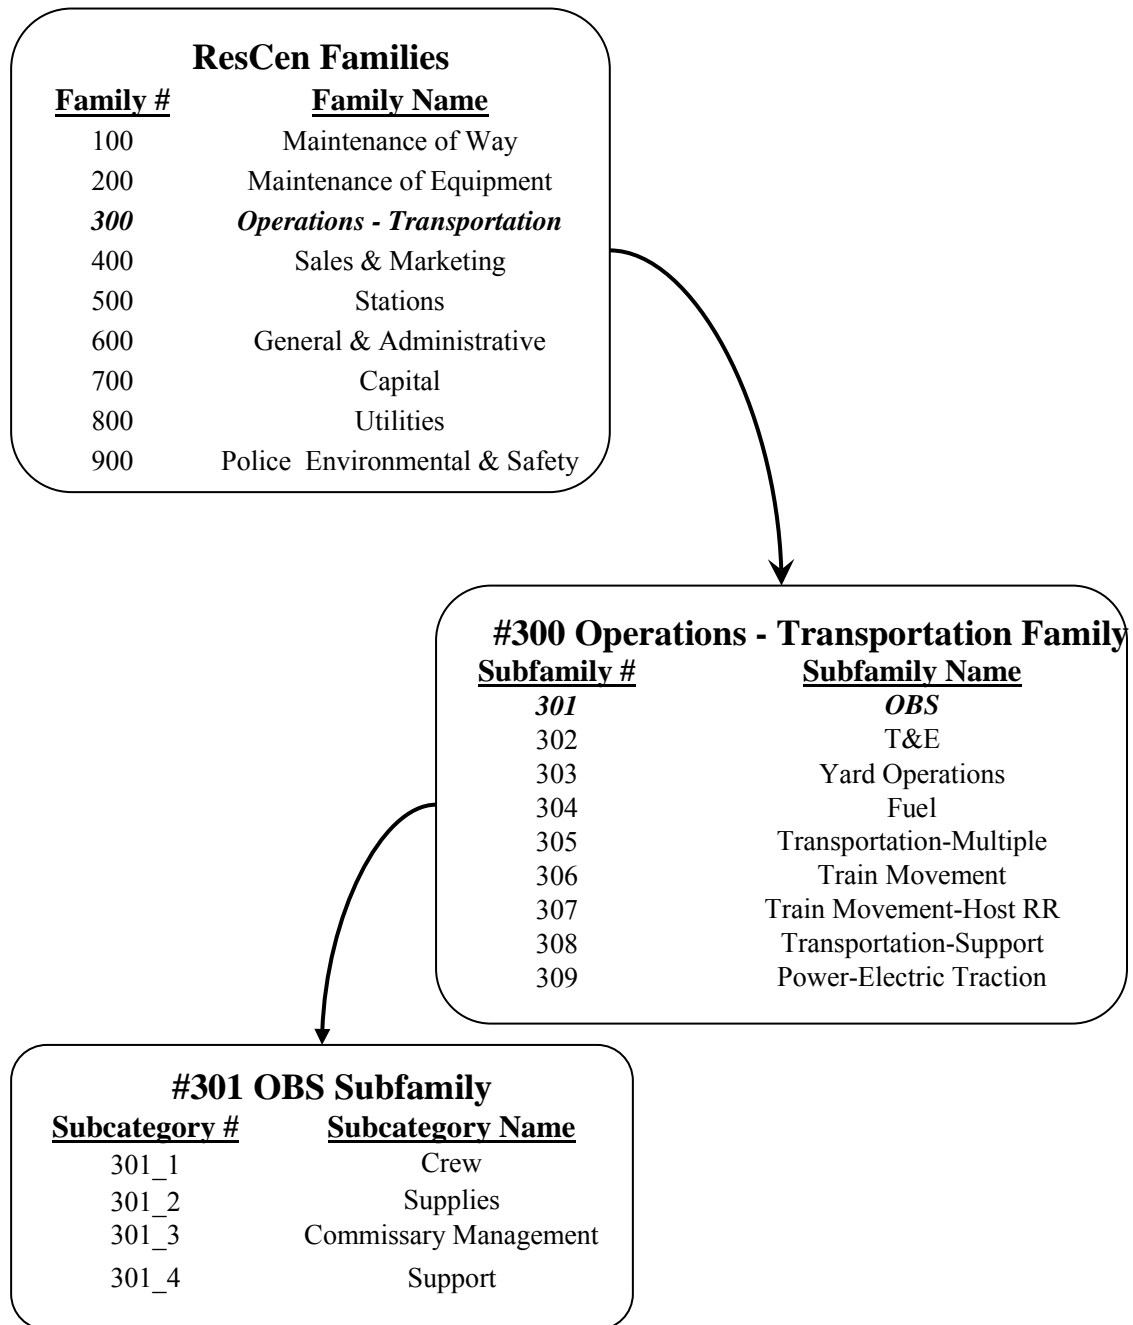 ResCen Families
Family # Family Name
100 Maintenance of Way
200 Maintenance of Equipment
300 Operations - Transportation
400 Sales & Marketing
500 Stations
600 General & Administrative
700 Capital
800 Utilities
900 Police Environmental & Safety
#300 Operations - Transportation Family
Subfamily # Subfamily Name
301 OBS
302 T&E
303 Yard Operations
304 Fuel
305 Transportation-Multiple
306 Train Movement
307 Train Movement-Host RR
308 Transportation-Support
309 Power-Electric Traction
#301 OBS Subfamily
Subcategory # Subcategory Name
301_1 Crew
301_2 Supplies
301_3 Commissary Management
301_4 Support